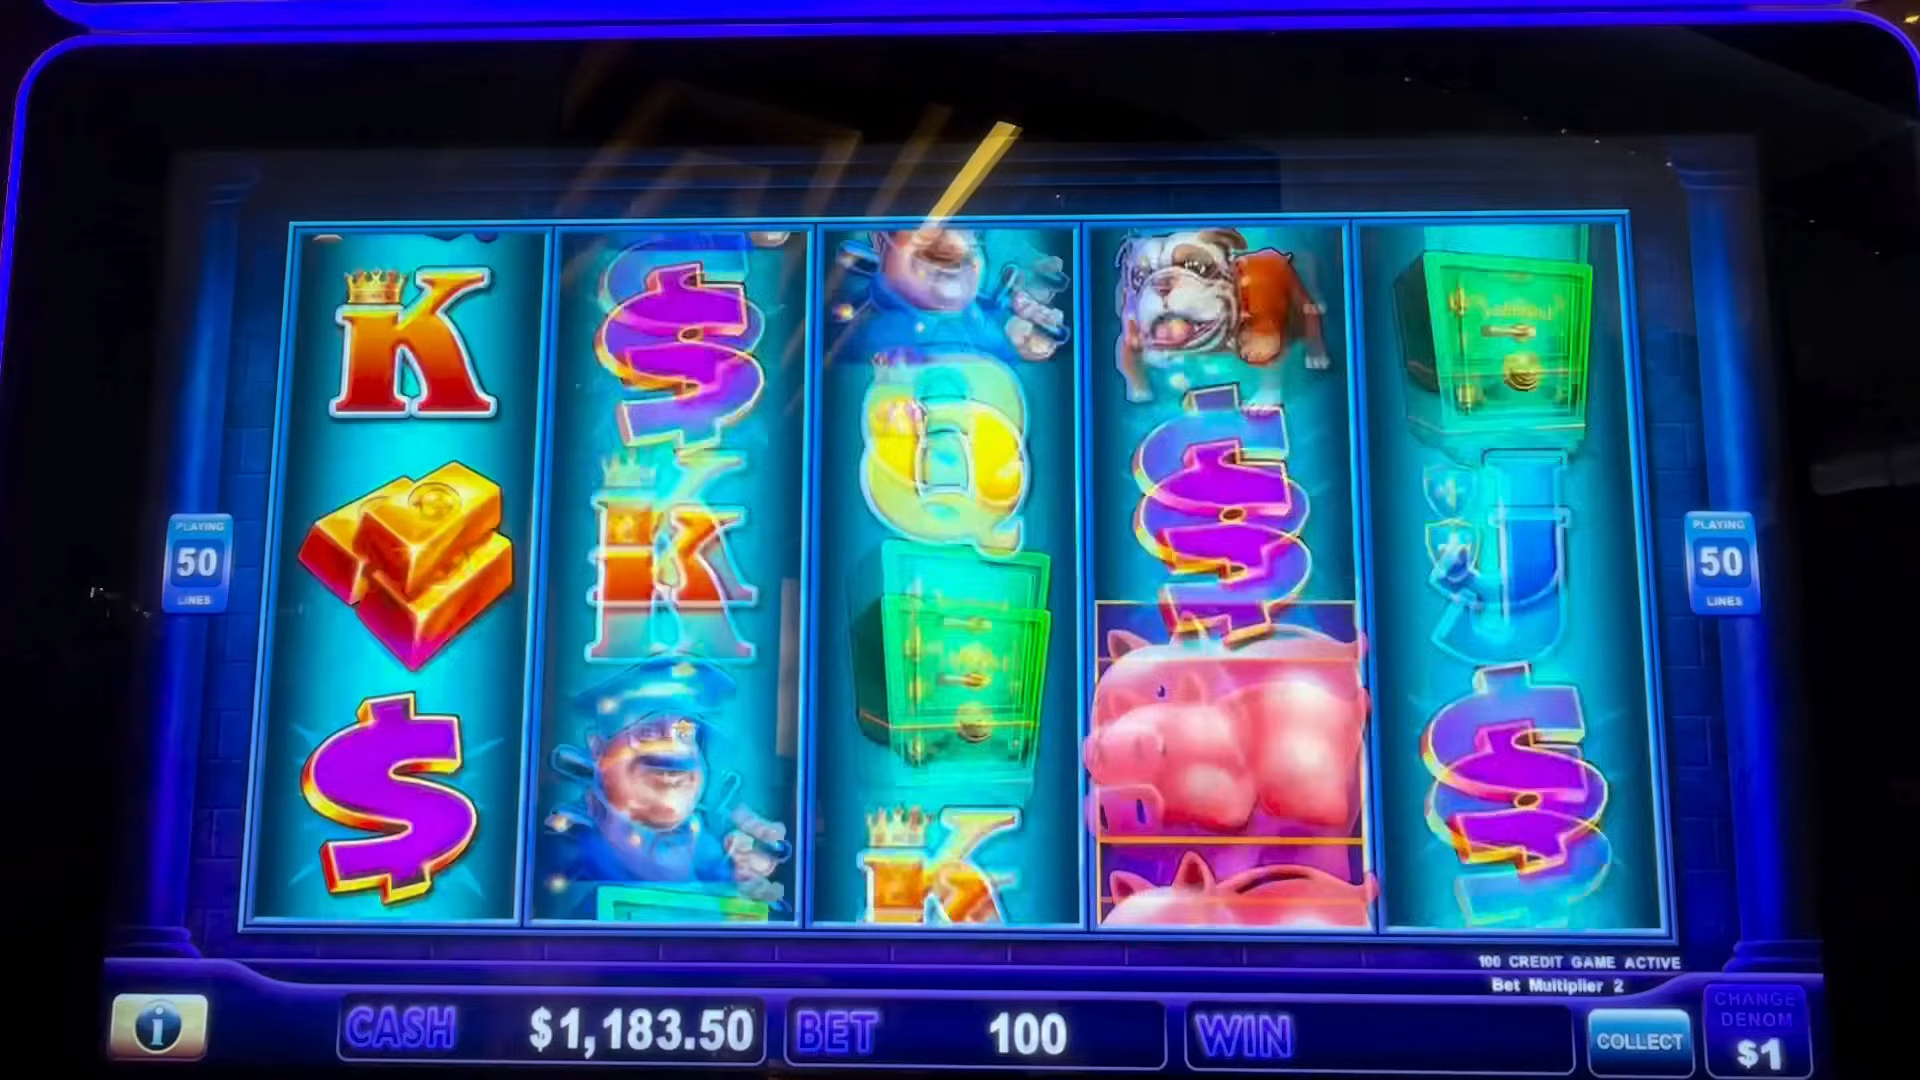 K
$
K
Q
$
J
$
$
K
PLAYING
50
LINES
PLAYING
50
LINES
100 CREDIT GAME ACTIVE
Bet Multiplier 2
i
CASH $1,183.50
BET 100
WIN
COLLECT
CHANGE
DENOM
$1